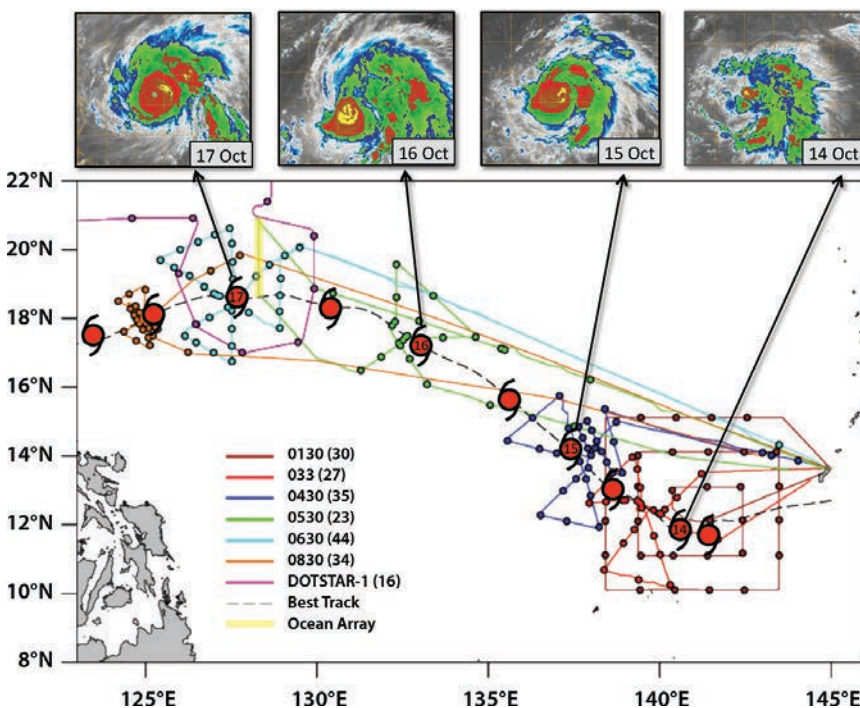 17 Oct
16 Oct
15 Oct
14 Oct
22°N
20°N
18°N
16°N
14°N
12°N
10°N
8°N
17
16
15
14
0130 (30)
033 (27)
0430 (35)
0530 (23)
0630 (44)
0830 (34)
DOTSTAR-1 (16)
Best Track
Ocean Array
125°E
130°E
135°E
140°E
145°E